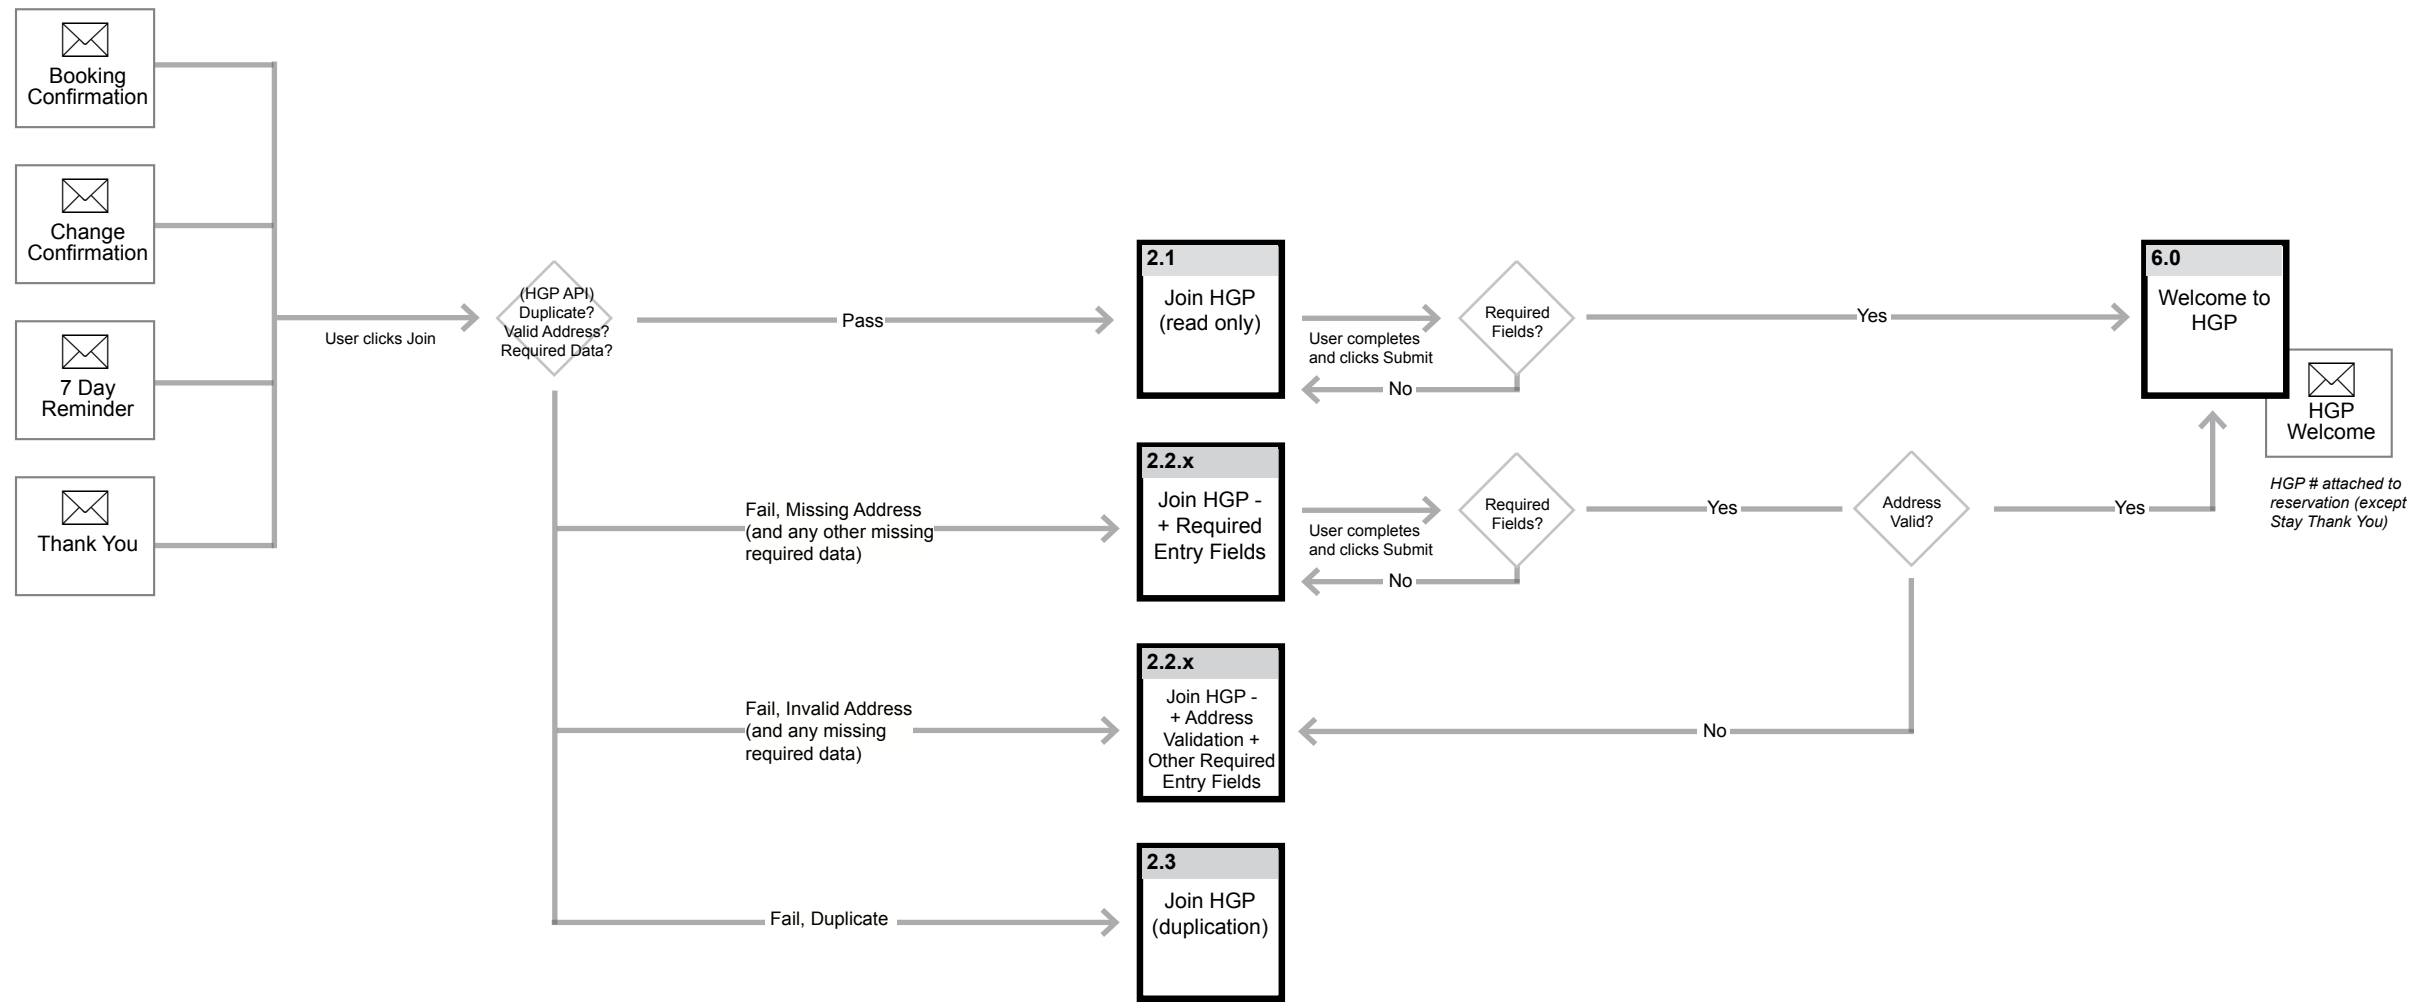 Booking
Confirmation
Change
Confirmation
7 Day
Reminder
Thank You
User clicks Join
(HGP API)
Duplicate?
Valid Address?
Required Data?
Pass
2.1
Join HGP
(read only)
User completes
and clicks Submit
No
Required
Fields?
Yes
6.0
Welcome to
HGP
HGP
Welcome
HGP # attached to
reservation (except
Stay Thank You)
Fail, Missing Address
(and any other missing
required data)
2.2.x
Join HGP -
+ Required
Entry Fields
User completes
and clicks Submit
No
Required
Fields?
Yes
Address
Valid?
Yes
Fail, Invalid Address
(and any missing
required data)
2.2.x
Join HGP -
+ Address
Validation +
Other Required
Entry Fields
No
Fail, Duplicate
2.3
Join HGP
(duplication)